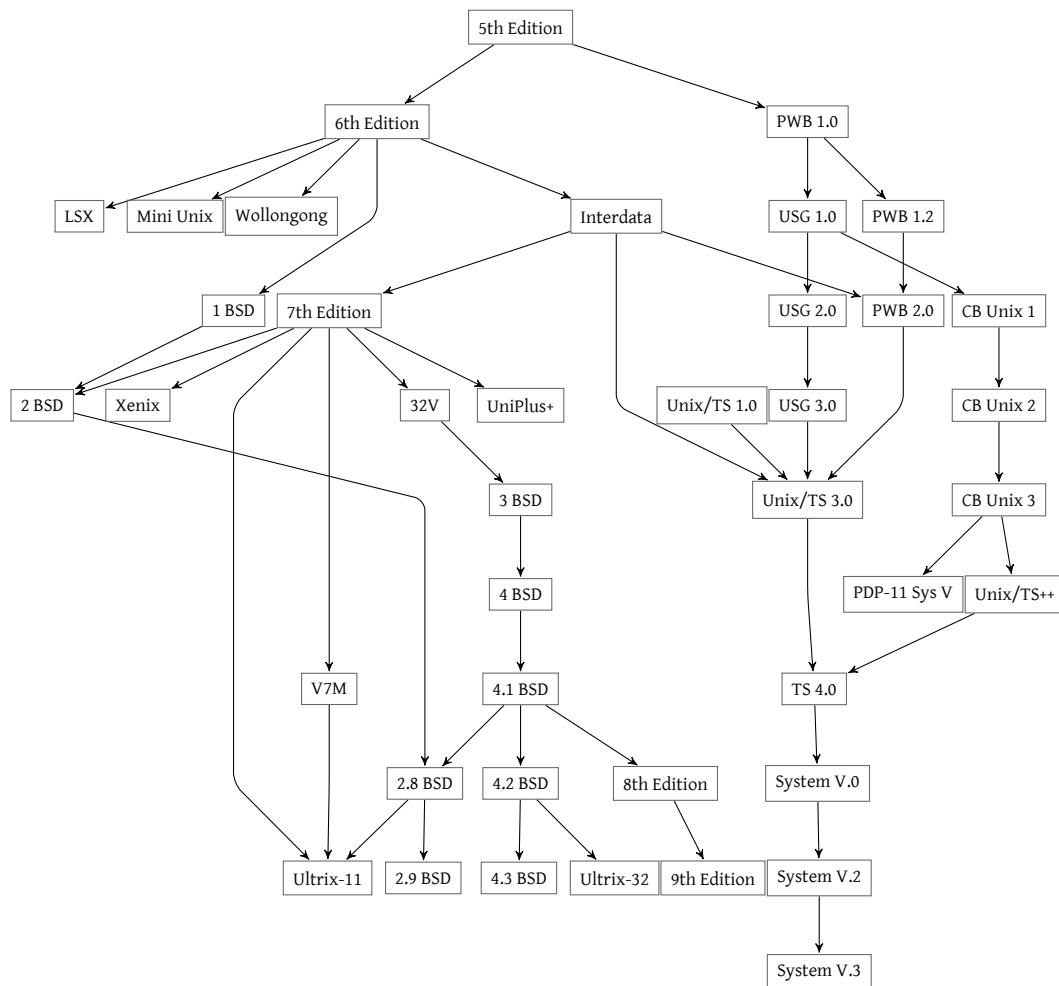 5th Edition
6th Edition
PWB 1.0
LSX
Mini Unix
Wollongong
Interdata
USG 1.0
PWB 1.2
1 BSD
7th Edition
USG 2.0
PWB 2.0
CB Unix 1
2 BSD
Xenix
32V
UniPlus+
Unix/TS 1.0
USG 3.0
CB Unix 2
3 BSD
Unix/TS 3.0
CB Unix 3
4 BSD
PDP-11 Sys V
Unix/TS++
V7M
4.1 BSD
TS 4.0
2.8 BSD
4.2 BSD
8th Edition
System V.0
Ultrix-11
2.9 BSD
4.3 BSD
Ultrix-32
9th Edition
System V.2
System V.3